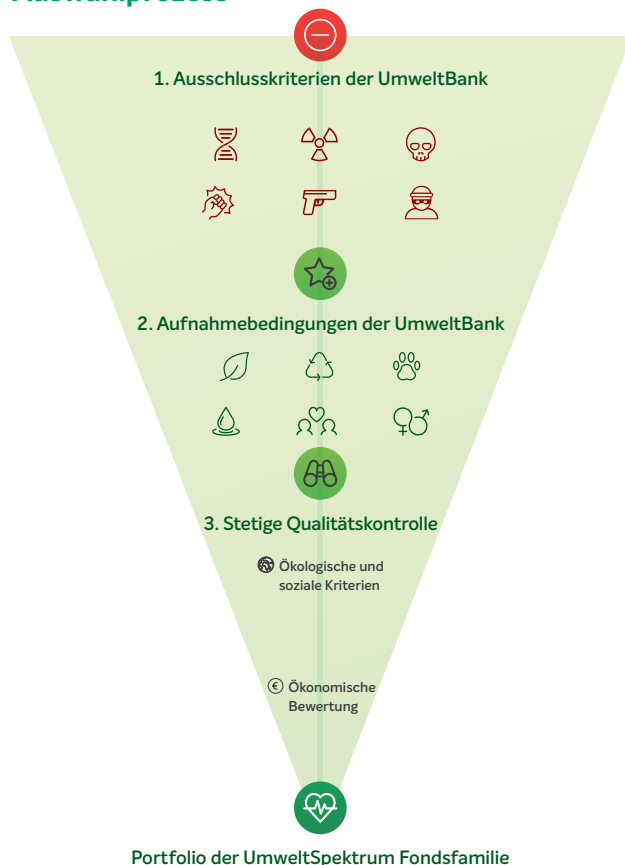 1. Ausschlusskriterien der UmweltBank
2. Aufnahmebedingungen der UmweltBank
3. Stetige Qualitätskontrolle
Ökologische und
soziale Kriterien
€ Ökonomische
Bewertung
Portfolio der UmweltSpektrum Fondsfamilie